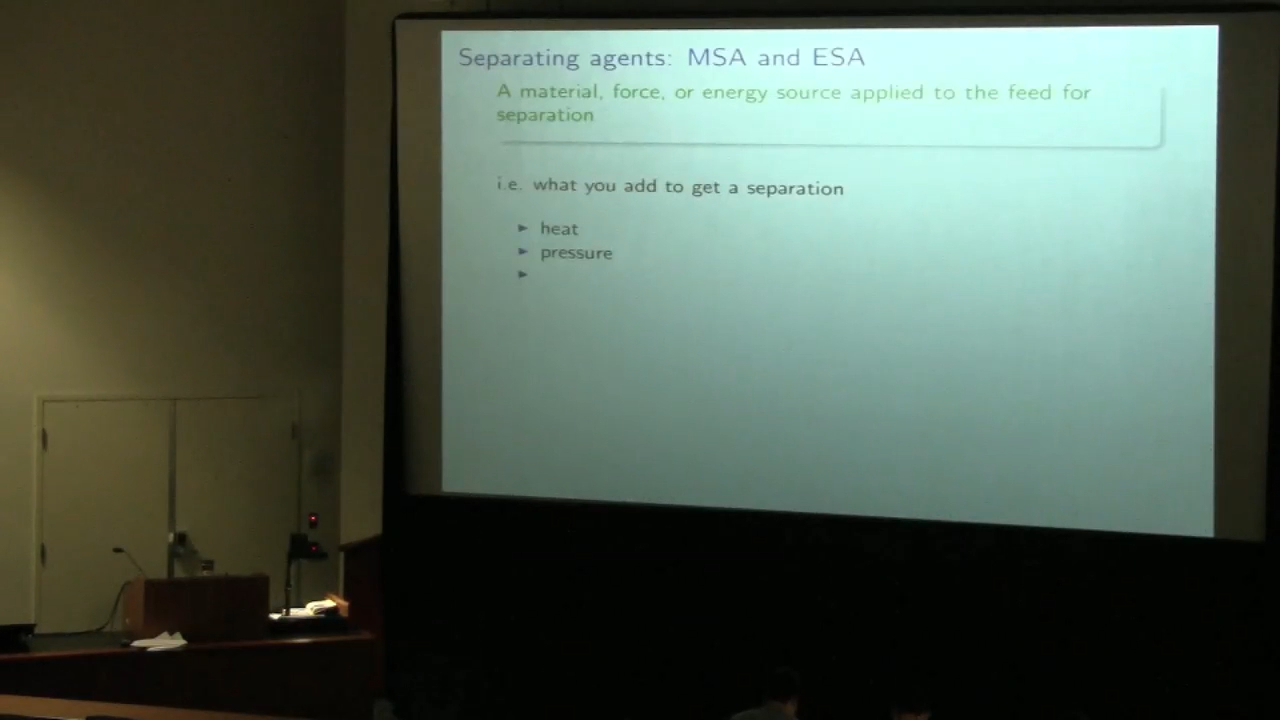 Separating agents: MSA and ESA
A material, force, or energy source applied to the feed for
separation
i.e. what you add to get a separation
► heat
► pressure
►